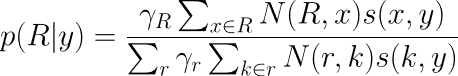 p(R|y) = \frac{\gamma_R \sum_{x \in R} N(R, x)s(x, y)}{\sum_r \gamma_r \sum_{k \in r} N(r, k)s(k, y)}